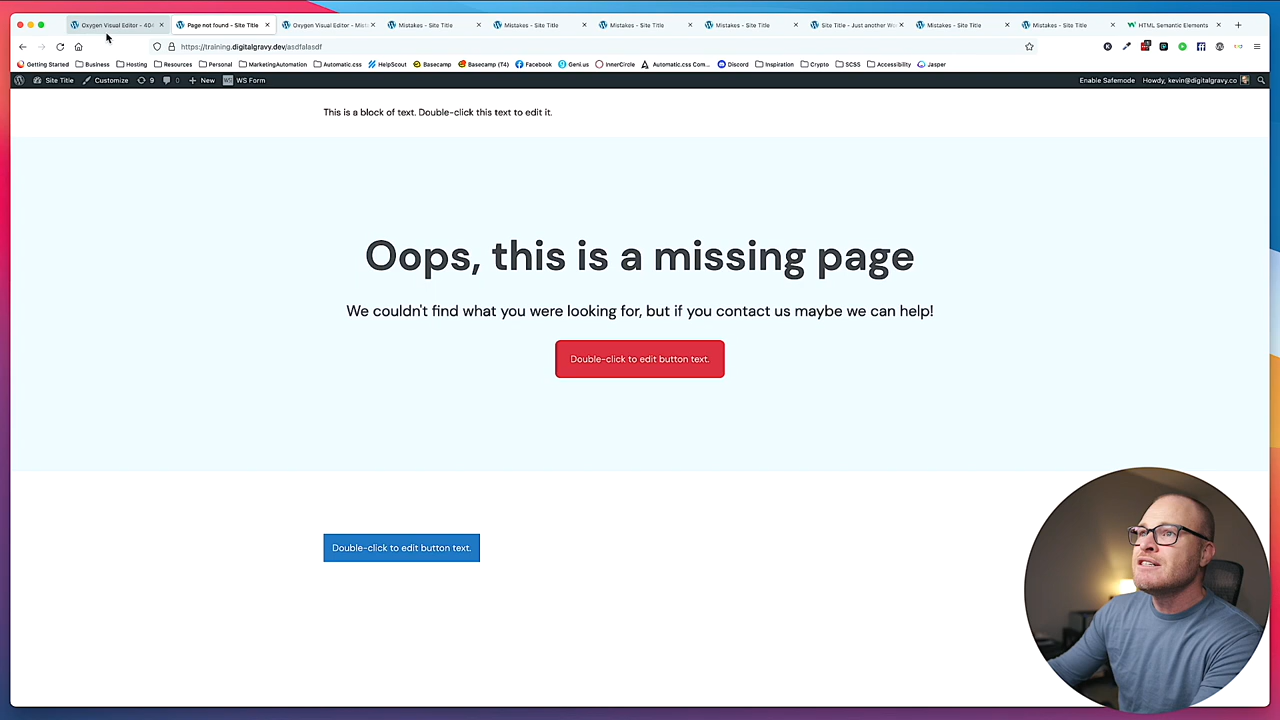 Oxygen Visual Editor - 404
Page not found - Site Title
Oxygen Visual Editor - Mist
Mistakes - Site Title
Mistakes - Site Title
Mistakes - Site Title
Mistakes - Site Title
Site Title - Just another Wo
Mistakes - Site Title
Mistakes - Site Title
HTML Semantic Elements
https://training.digitalgravy.dev/asdfalasdf
Getting Started Business Hosting Resources Personal MarketingAutomation Automatic.css HelpScout Basecamp Basecamp (T4) Facebook Geni.us InnerCircle Automatic.css Com... Discord Inspiration Crypto SCSS Accessibility Jasper
Site Title Customize 9 0 New WS Form Enable Safemode Howdy, kevin@digitalgravy.co
This is a block of text. Double-click this text to edit it.
Oops, this is a missing page
We couldn't find what you were looking for, but if you contact us maybe we can help!
Double-click to edit button text.
Double-click to edit button text.